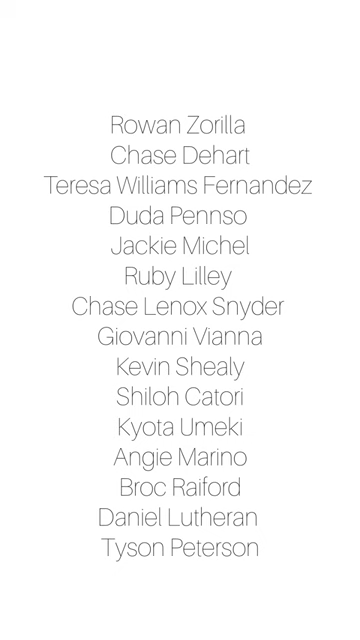 Rowan Zorilla
Chase Dehart
Teresa Williams Fernandez
Duda Pennso
Jackie Michel
Ruby Lilley
Chase Lenox Snyder
Giovanni Vianna
Kevin Shealy
Shiloh Catori
Kyota Umeki
Angie Marino
Broc Raiford
Daniel Lutheran
Tyson Peterson